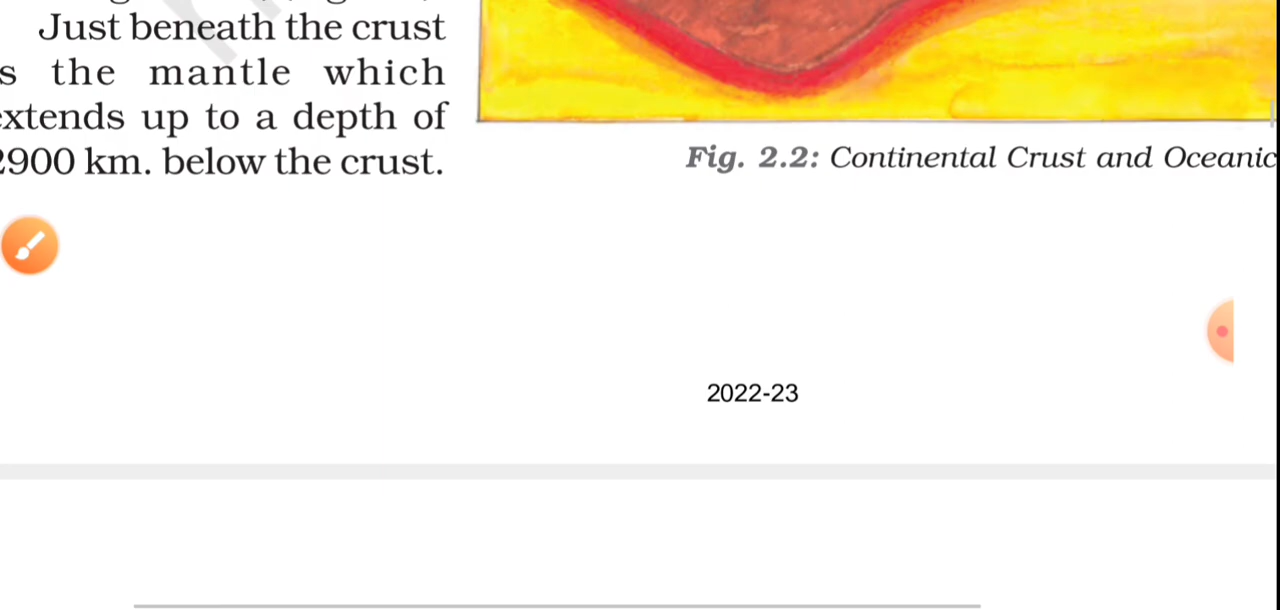 Just beneath the crust
s the mantle which
extends up to a depth of
2900 km. below the crust.
Fig. 2.2: Continental Crust and Oceanic
2022-23